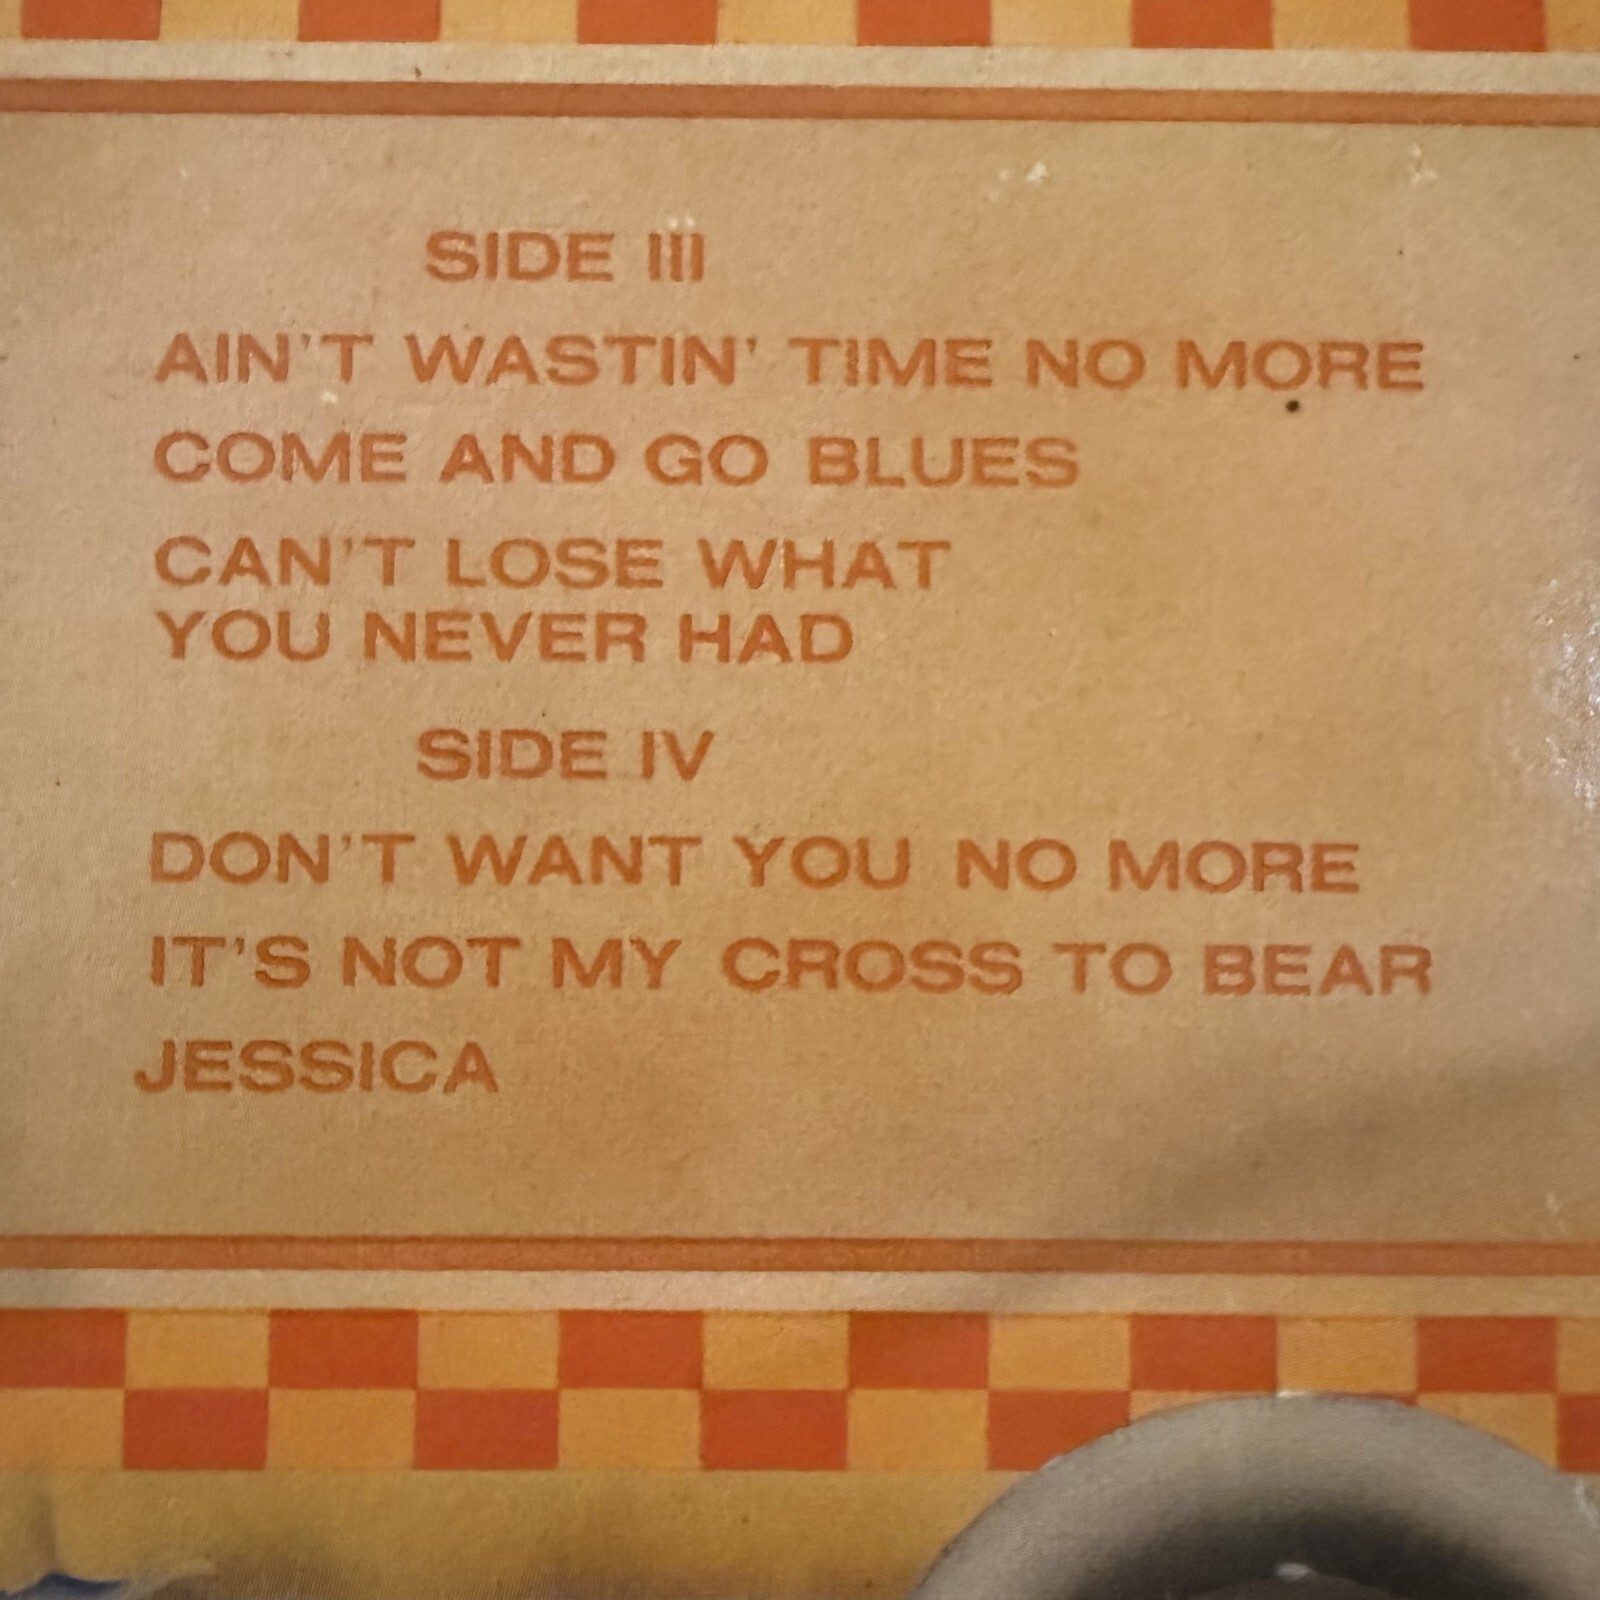 SIDE III
AIN'T WASTIN' TIME NO MORE
COME AND GO BLUES
CAN'T LOSE WHAT
YOU NEVER HAD
SIDE IV
DON'T WANT YOU NO MORE
IT'S NOT MY CROSS TO BEAR
JESSICA